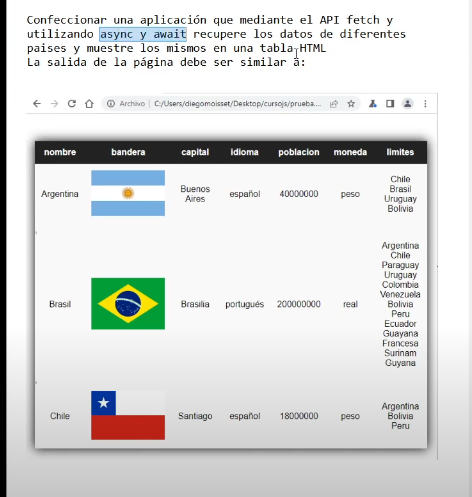 Confeccionar una aplicación que mediante el API fetch y
utilizando async y await recupere los datos de diferentes
paises y muestre los mismos en una tabla HTML
La salida de la página debe ser similar a:
Archivo | C:/Users/diegomoisset/Desktop/cursojs/prueba....
nombre bandera capital idioma poblacion moneda limites
Argentina Buenos Aires español 40000000 peso Chile
Brasil
Uruguay
Bolivia
Brasil Brasilia portugués 200000000 real Argentina
Chile
Paraguay
Uruguay
Colombia
Venezuela
Bolivia
Peru
Ecuador
Guayana
Francesa
Surinam
Guyana
Chile Santiago español 18000000 peso Argentina
Bolivia
Peru